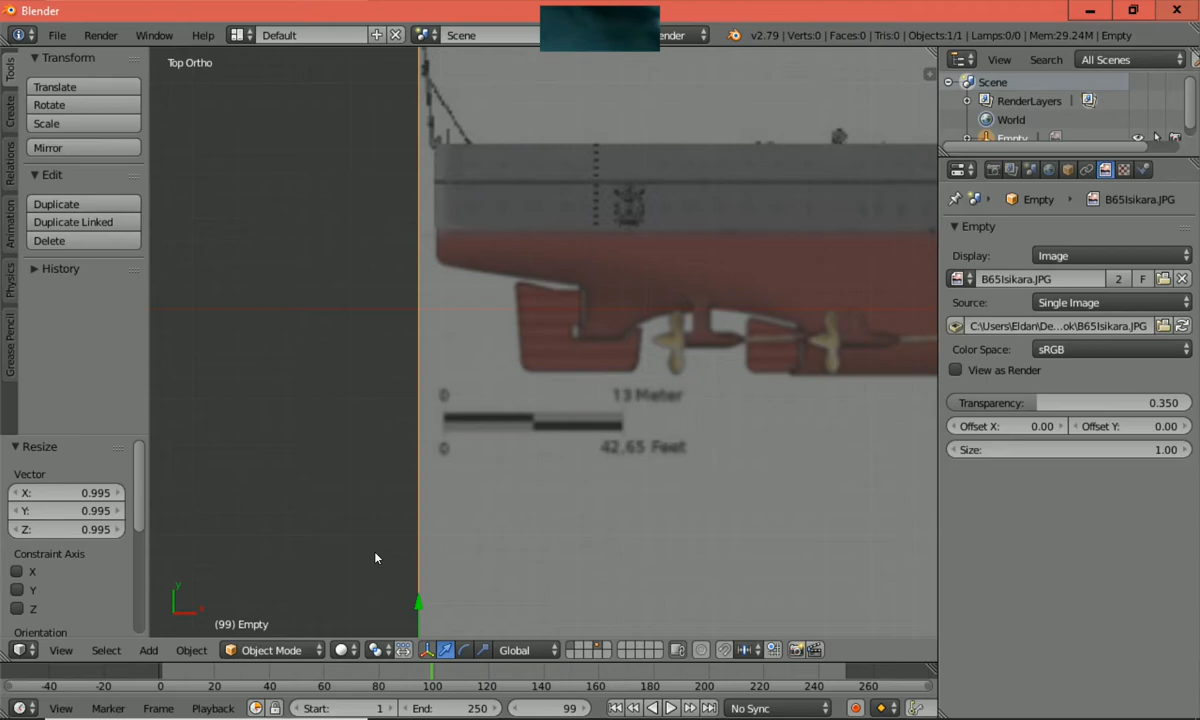 Blender
File Render Window Help Default Scene ender v2.79 | Verts:0 | Faces:0 | Tris:0 | Objects:1/1 | Lamps:0/0 | Mem:29.24M | Empty
Tools
Create
Relations
Animation
Physics
Grease Pencil
Transform
Translate
Rotate
Scale
Mirror
Edit
Duplicate
Duplicate Linked
Delete
History
Resize
Vector
X: 0.995
Y: 0.995
Z: 0.995
Constraint Axis
X
Y
Z
Orientation
Top Ortho
0 13 Meter
0 42,65 Feet
y
x
(99) Empty
View Search All Scenes
Scene
RenderLayers
World
Empty
Empty B65Isikara.JPG
Empty
Display: Image
B65Isikara.JPG 2 F
Source: Single Image
C:\Users\Eldan\De...ok\B65Isikara.JPG
Color Space: sRGB
View as Render
Transparency: 0.350
Offset X: 0.00 Offset Y: 0.00
Size: 1.00
View Select Add Object Object Mode Global
-40 -20 0 20 40 60 80 100 120 140 160 180 200 220 240 260
View Marker Frame Playback Start: 1 End: 250 99 No Sync